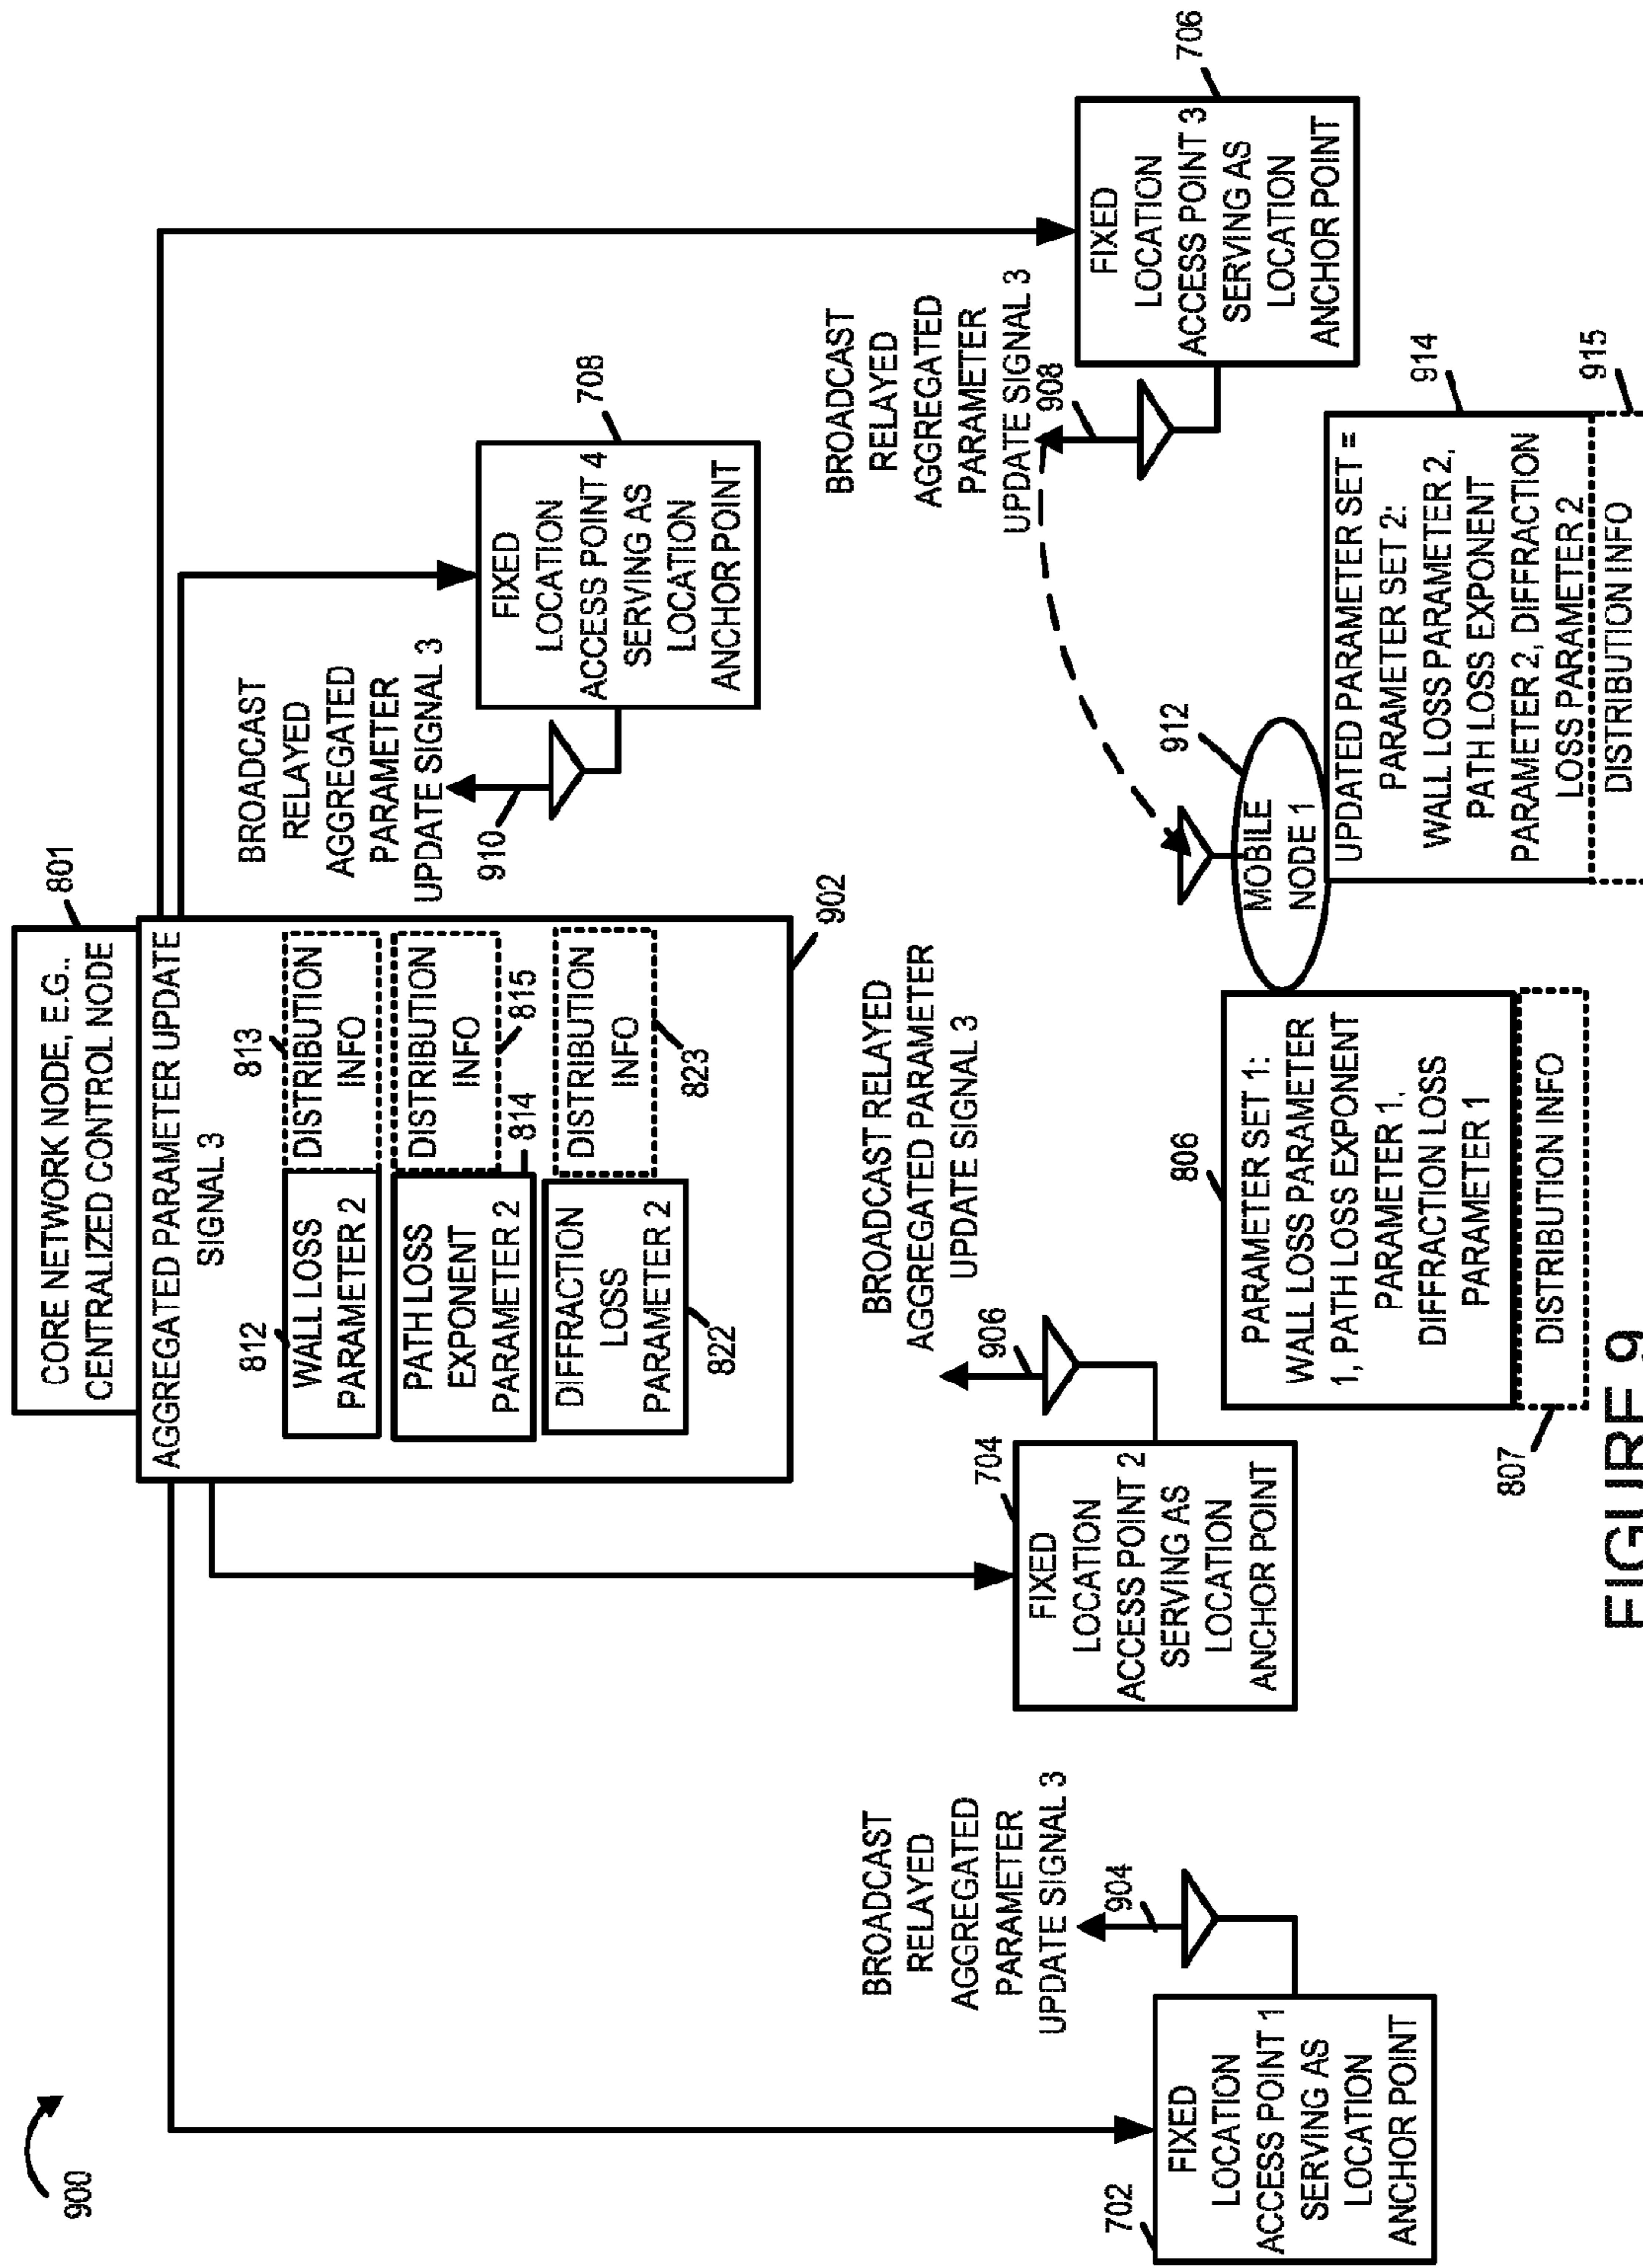 900
CORE NETWORK NODE, E.G.,
CENTRALIZED CONTROL NODE
801
AGGREGATED PARAMETER UPDATE
SIGNAL 3
812
WALL LOSS
PARAMETER 2
813
DISTRIBUTION
INFO
PATH LOSS
EXPONENT
PARAMETER 2
814
DISTRIBUTION
INFO
815
DIFFRACTION
LOSS
PARAMETER 2
822
DISTRIBUTION
INFO
823
902
BROADCAST
RELAYED
AGGREGATED
PARAMETER
UPDATE SIGNAL 3
910
708
FIXED
LOCATION
ACCESS POINT 4
SERVING AS
LOCATION
ANCHOR POINT
BROADCAST
RELAYED
AGGREGATED
PARAMETER
UPDATE SIGNAL 3
908
706
FIXED
LOCATION
ACCESS POINT 3
SERVING AS
LOCATION
ANCHOR POINT
BROADCAST
RELAYED
AGGREGATED
PARAMETER
UPDATE SIGNAL 3
904
702
FIXED
LOCATION
ACCESS POINT 1
SERVING AS
LOCATION
ANCHOR POINT
BROADCAST RELAYED
AGGREGATED PARAMETER
UPDATE SIGNAL 3
906
704
FIXED
LOCATION
ACCESS POINT 2
SERVING AS
LOCATION
ANCHOR POINT
912
MOBILE
NODE 1
806
PARAMETER SET 1:
WALL LOSS PARAMETER
1, PATH LOSS EXPONENT
PARAMETER 1,
DIFFRACTION LOSS
PARAMETER 1
DISTRIBUTION INFO
807
914
UPDATED PARAMETER SET =
PARAMETER SET 2:
WALL LOSS PARAMETER 2,
PATH LOSS EXPONENT
PARAMETER 2, DIFFRACTION
LOSS PARAMETER 2
DISTRIBUTION INFO
915
FIGURE 9